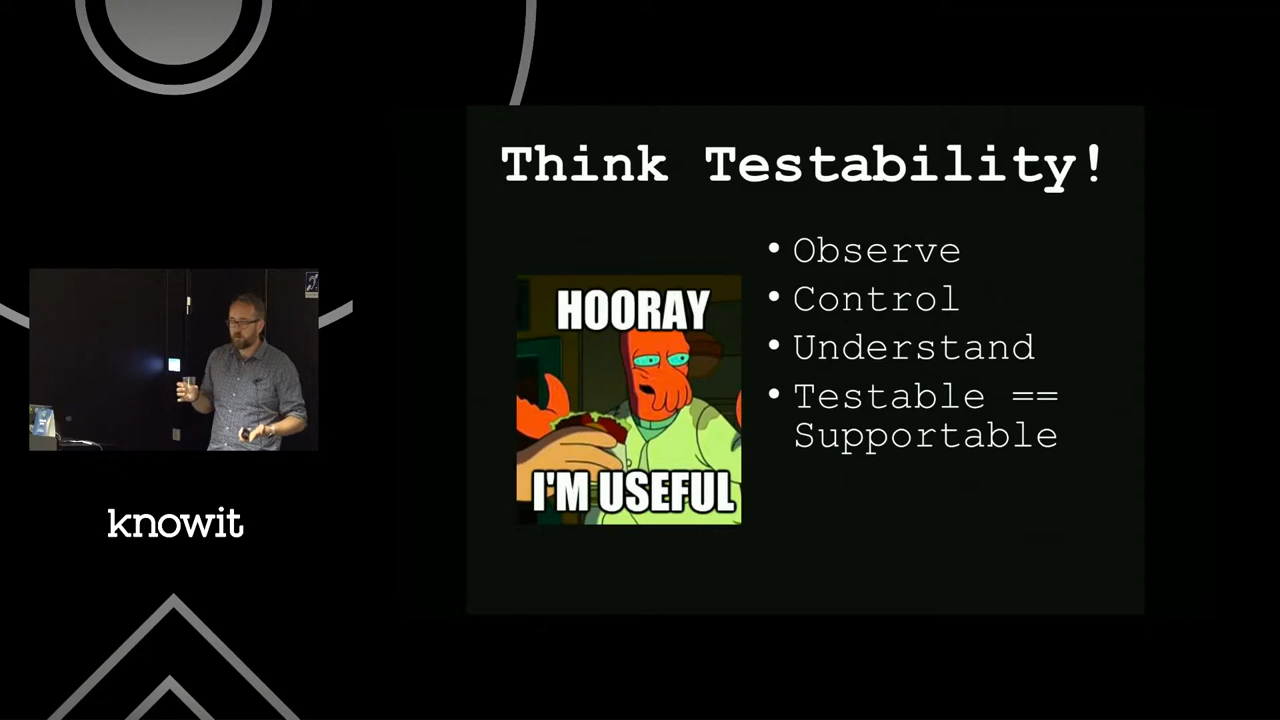 Think Testability!
• Observe
• Control
• Understand
• Testable ==
Supportable
HOORAY
I'M USEFUL
knowit